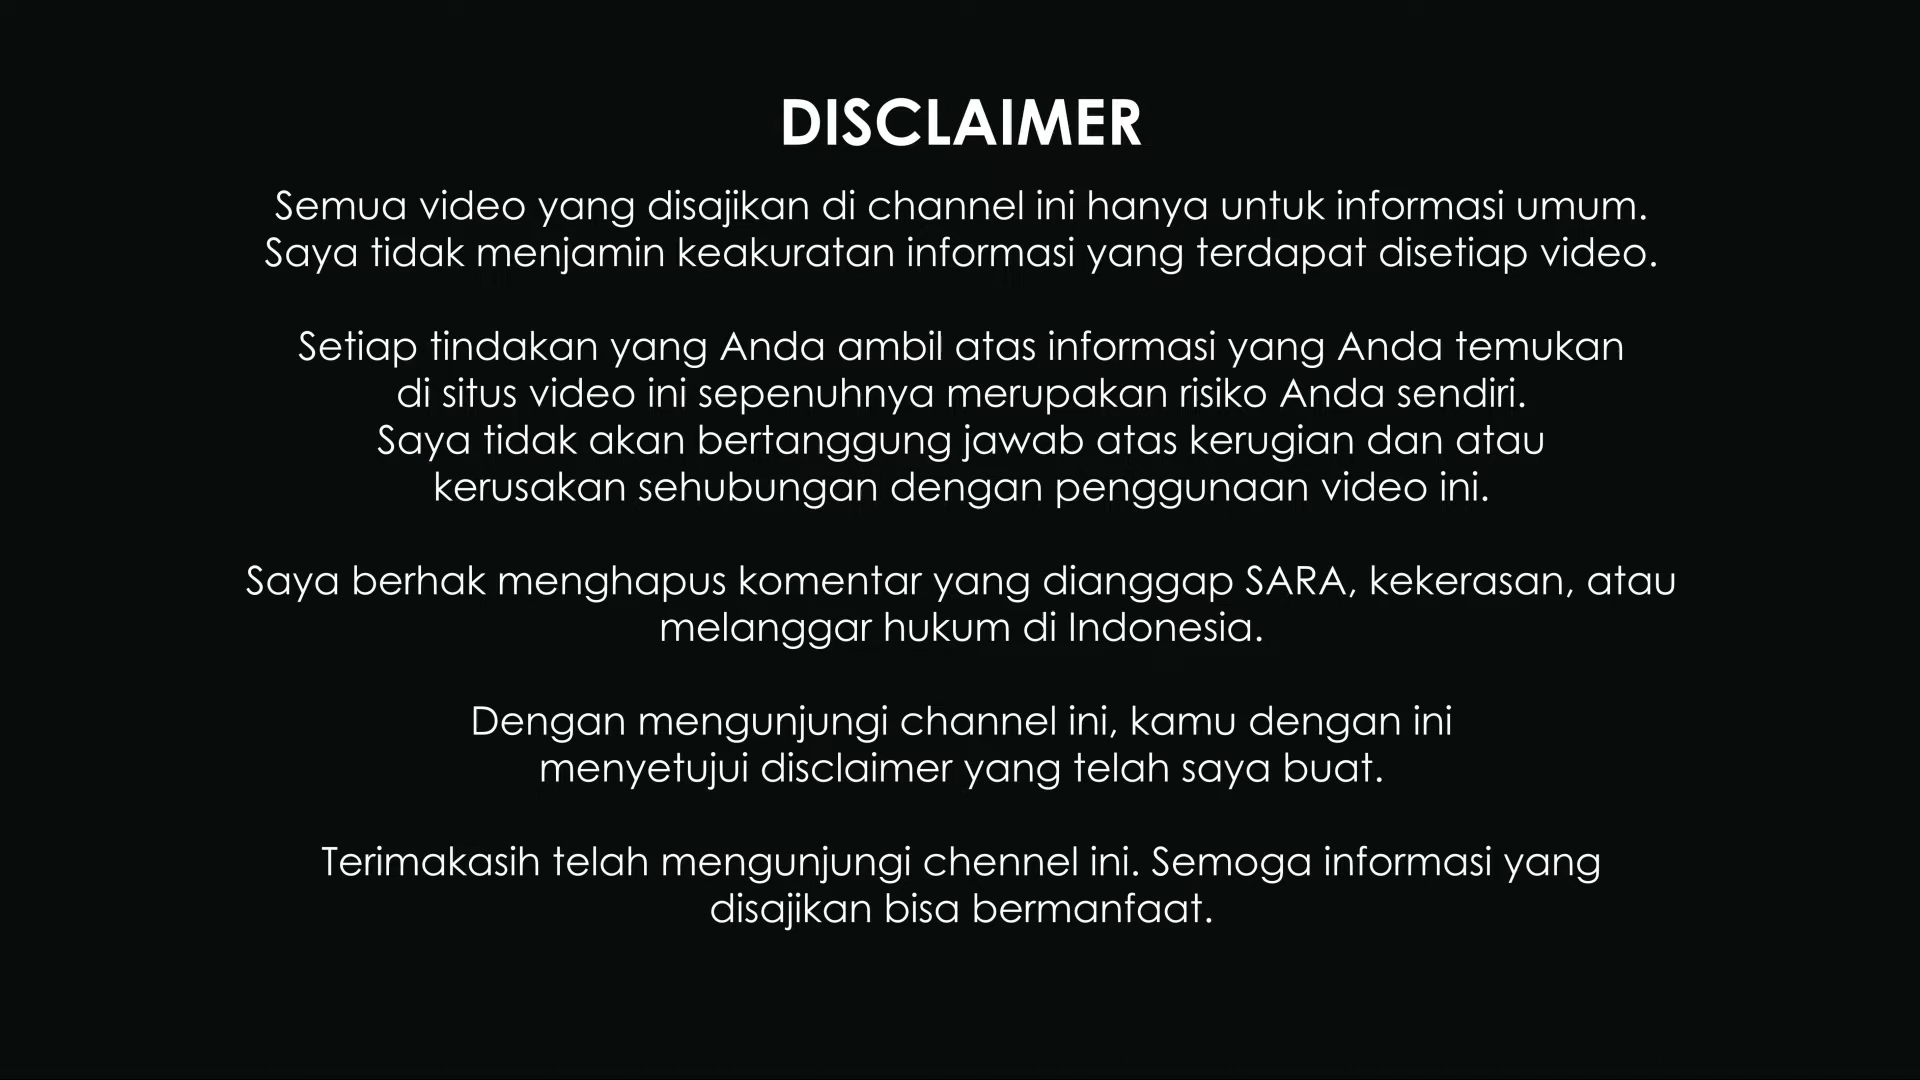 DISCLAIMER
Semua video yang disajikan di channel ini hanya untuk informasi umum.
Saya tidak menjamin keakuratan informasi yang terdapat disetiap video.
Setiap tindakan yang Anda ambil atas informasi yang Anda temukan
di situs video ini sepenuhnya merupakan risiko Anda sendiri.
Saya tidak akan bertanggung jawab atas kerugian dan atau
kerusakan sehubungan dengan penggunaan video ini.
Saya berhak menghapus komentar yang dianggap SARA, kekerasan, atau
melanggar hukum di Indonesia.
Dengan mengunjungi channel ini, kamu dengan ini
menyetujui disclaimer yang telah saya buat.
Terimakasih telah mengunjungi chennel ini. Semoga informasi yang
disajikan bisa bermanfaat.